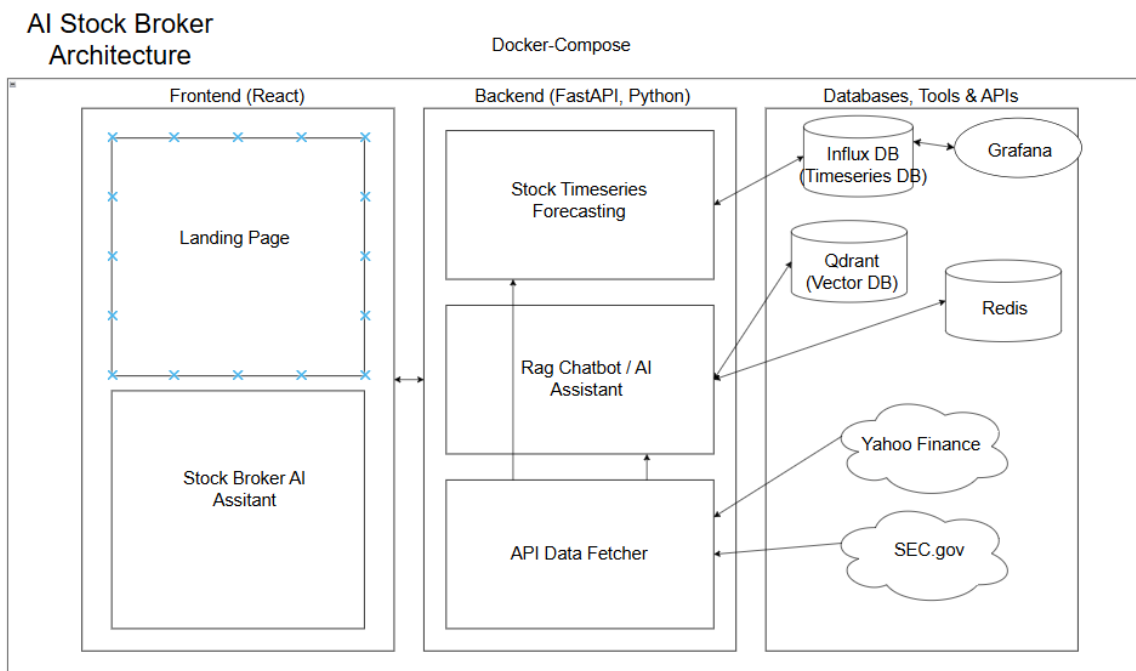 AI Stock Broker
Architecture
Docker-Compose
Frontend (React)
Landing Page
Stock Broker AI
Assitant
Backend (FastAPI, Python)
Stock Timeseries
Forecasting
Rag Chatbot / AI
Assistant
API Data Fetcher
Databases, Tools & APIs
Influx DB
(Timeseries DB)
Grafana
Qdrant
(Vector DB)
Redis
Yahoo Finance
SEC.gov